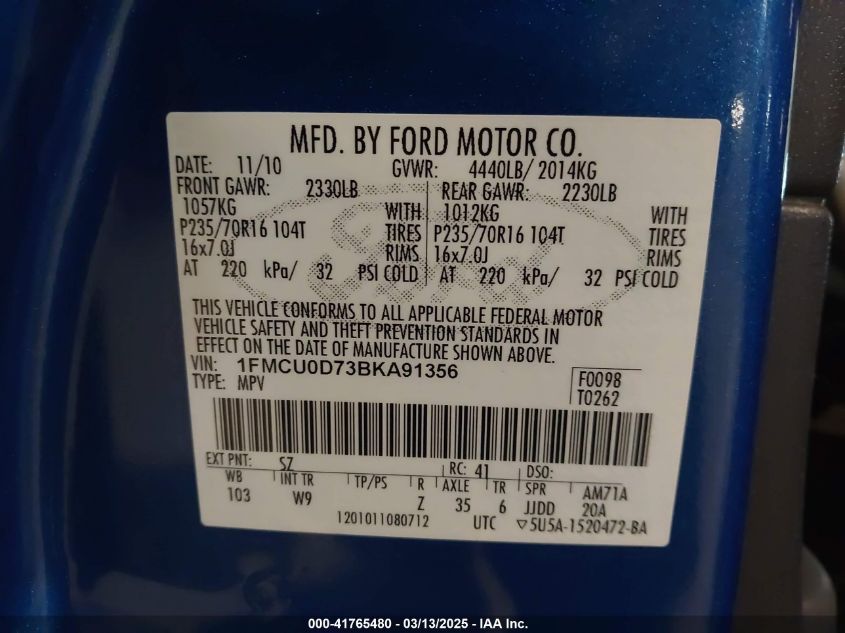 MFD. BY FORD MOTOR CO.
DATE: 11/10 GVWR: 4440LB/ 2014KG
FRONT GAWR: 2330LB REAR GAWR: 2230LB
1057KG WITH 1012KG WITH
P235/70R16 104T TIRES P235/70R16 104T TIRES
16x7.0J RIMS 16x7.0J RIMS
AT 220 kPa/ 32 PSI COLD AT 220 kPa/ 32 PSI COLD
THIS VEHICLE CONFORMS TO ALL APPLICABLE FEDERAL MOTOR
VEHICLE SAFETY AND THEFT PREVENTION STANDARDS IN
EFFECT ON THE DATE OF MANUFACTURE SHOWN ABOVE.
VIN: 1FMCU0D73BKA91356 F0098
TYPE: MPV T0262
EXT PNT: SZ RC: 41 DSO:
WB INT TR TP/PS R AXLE TR SPR AM71A
103 W9 Z 35 6 JJDD 20A
1201011080712 UTC ▽5U5A-1520472-BA
000-41765480 - 03/13/2025 - IAA Inc.